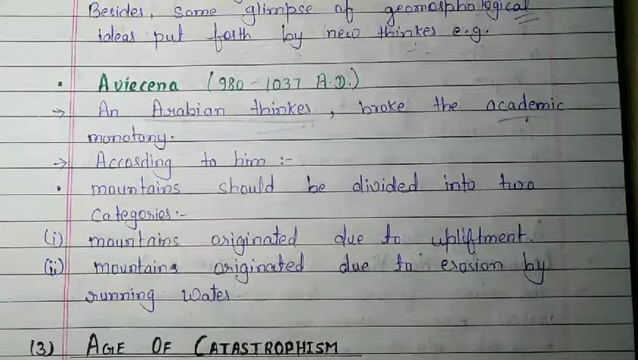 Besides, some glimpse of geomorphological
ideas put forth by new thinker e.g.
• Aviecena (980 - 1037 A.D.)
→ An Arabian thinker, broke the academic
monotony.
→ According to him :-
• mountains should be divided into two
categories:-
(i) mountains originated due to upliftment.
(ii) mountains originated due to erosion by
running water.
(3) AGE OF CATASTROPHISM